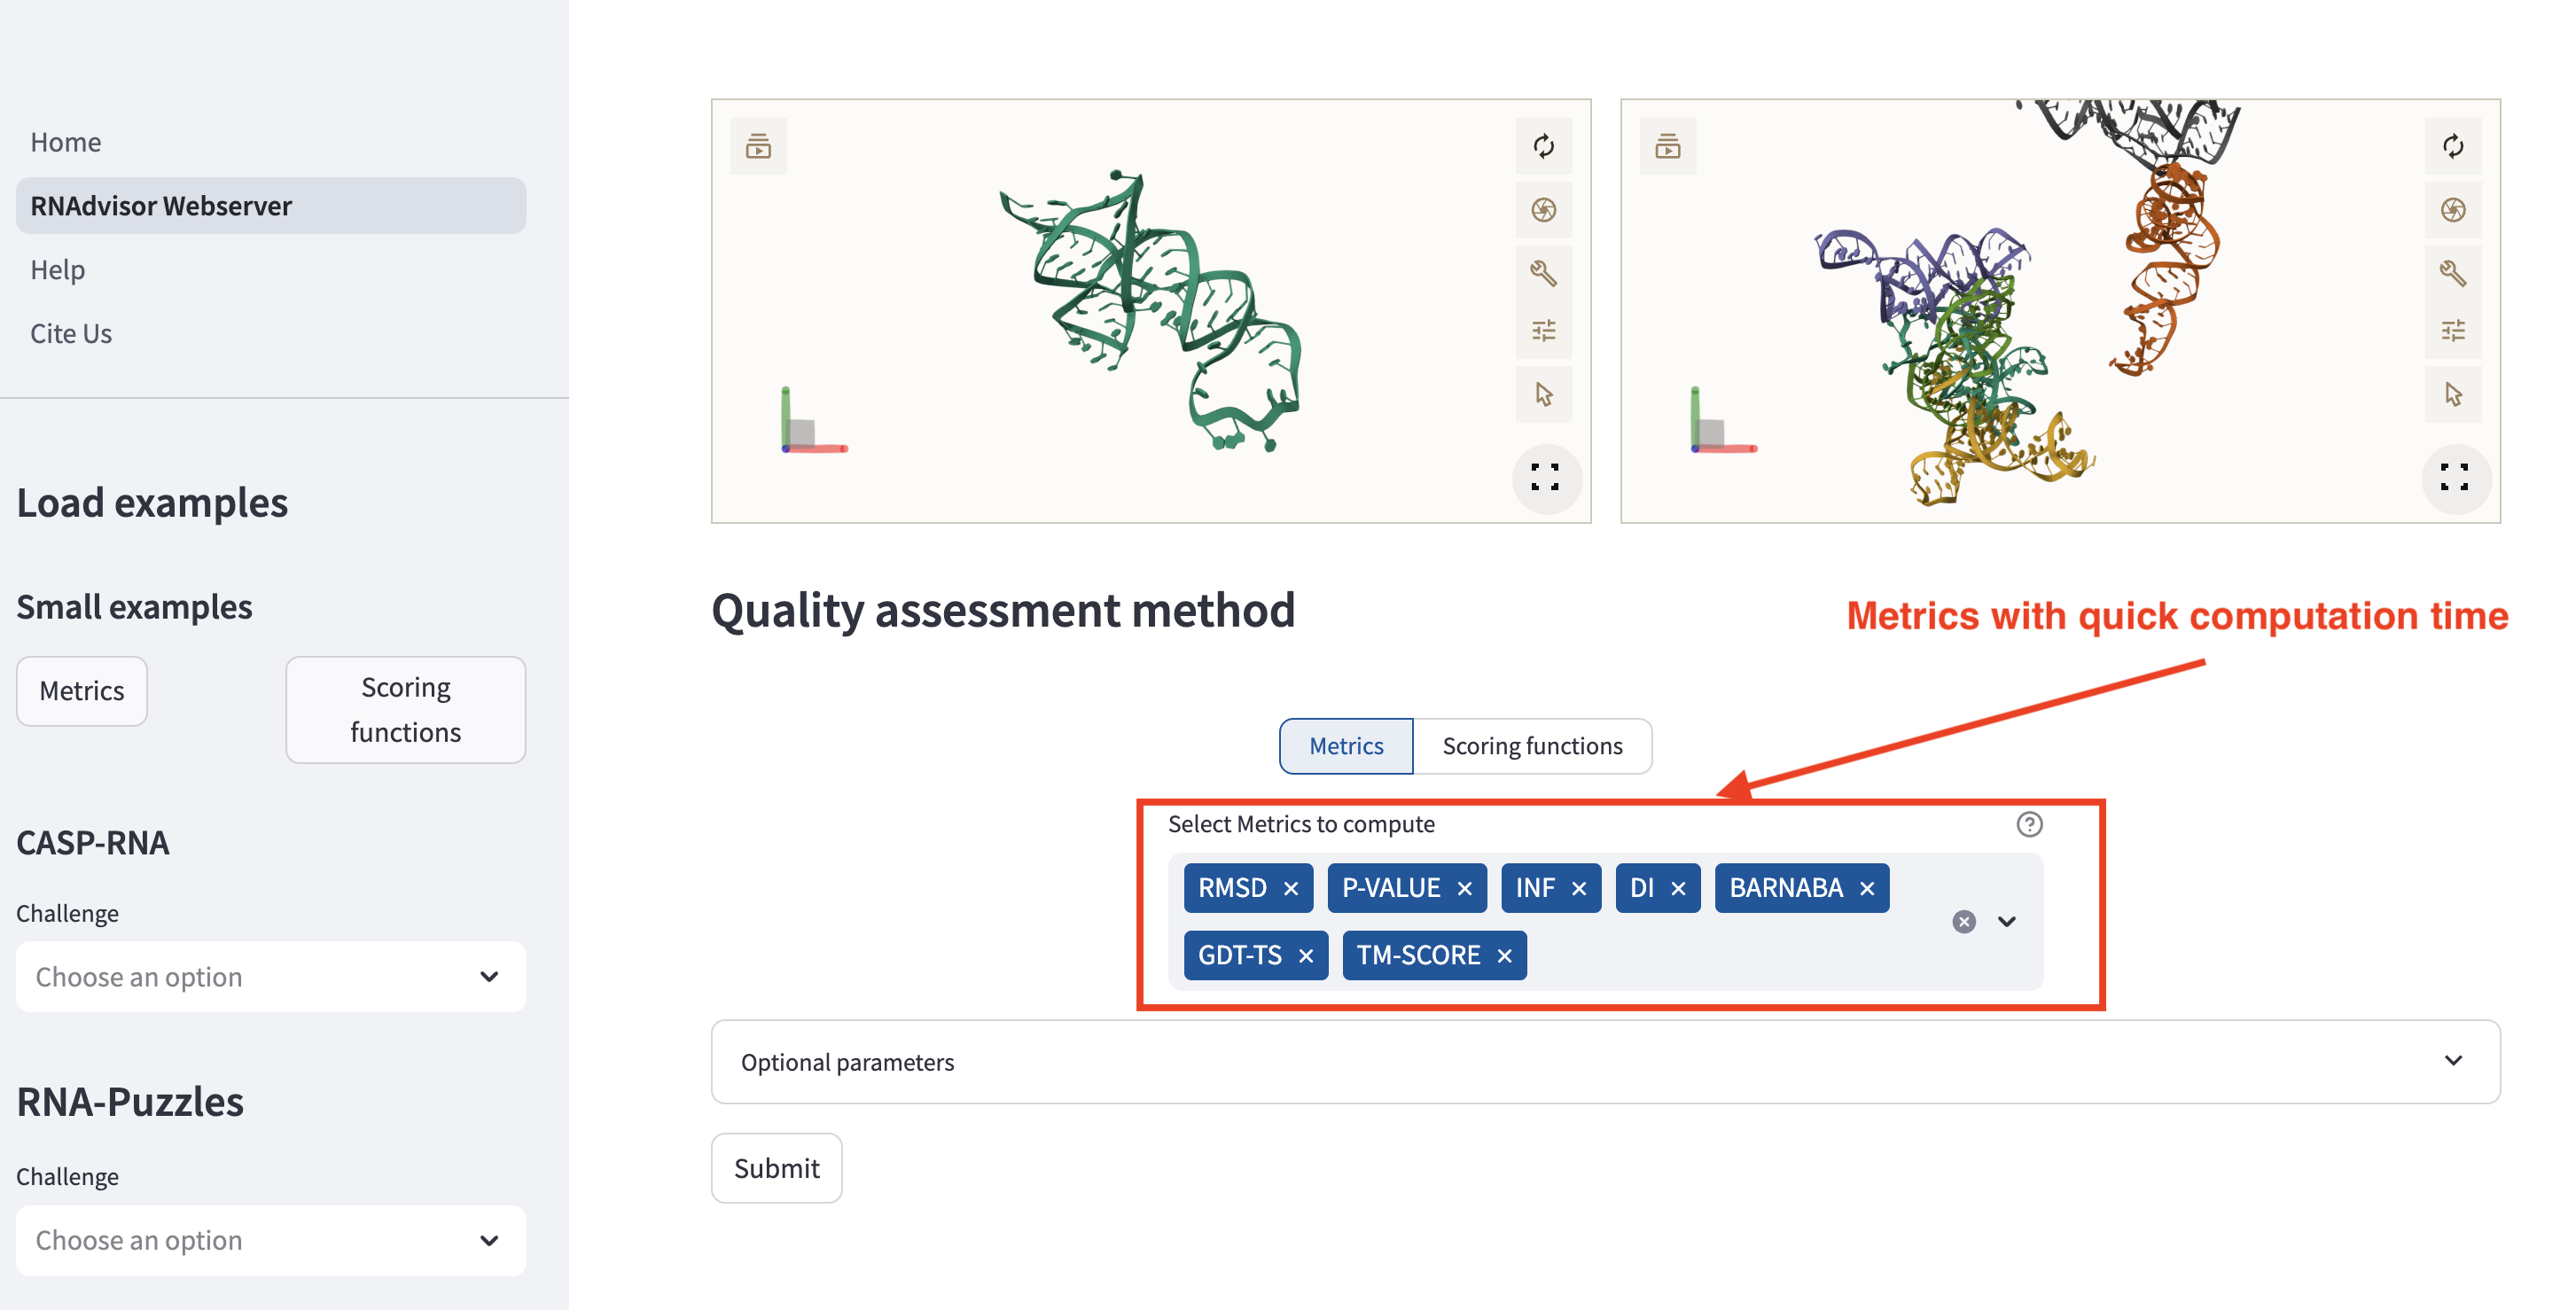 Home
RNAdvisor Webserver
Help
Cite Us
Load examples
Small examples
Metrics
Scoring
functions
CASP-RNA
Challenge
Choose an option
RNA-Puzzles
Challenge
Choose an option
Quality assessment method
Metrics with quick computation time
Metrics
Scoring functions
Select Metrics to compute
RMSD × P-VALUE × INF × DI × BARNABA ×
GDT-TS × TM-SCORE ×
Optional parameters
Submit